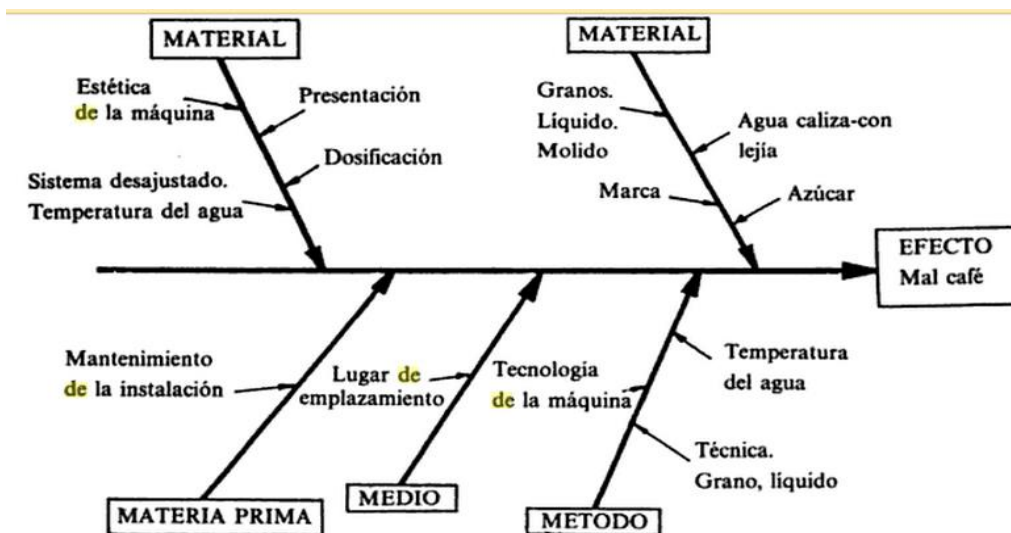 MATERIAL
Estética
de la máquina
Presentación
Dosificación
Sistema desajustado.
Temperatura del agua
MATERIAL
Granos.
Líquido.
Molido
Agua caliza-con
lejía
Marca
Azúcar
EFECTO
Mal café
Mantenimiento
de la instalación
Lugar de
emplazamiento
Tecnología
de la máquina
Temperatura
del agua
Técnica.
Grano, líquido
MATERIA PRIMA
MEDIO
METODO